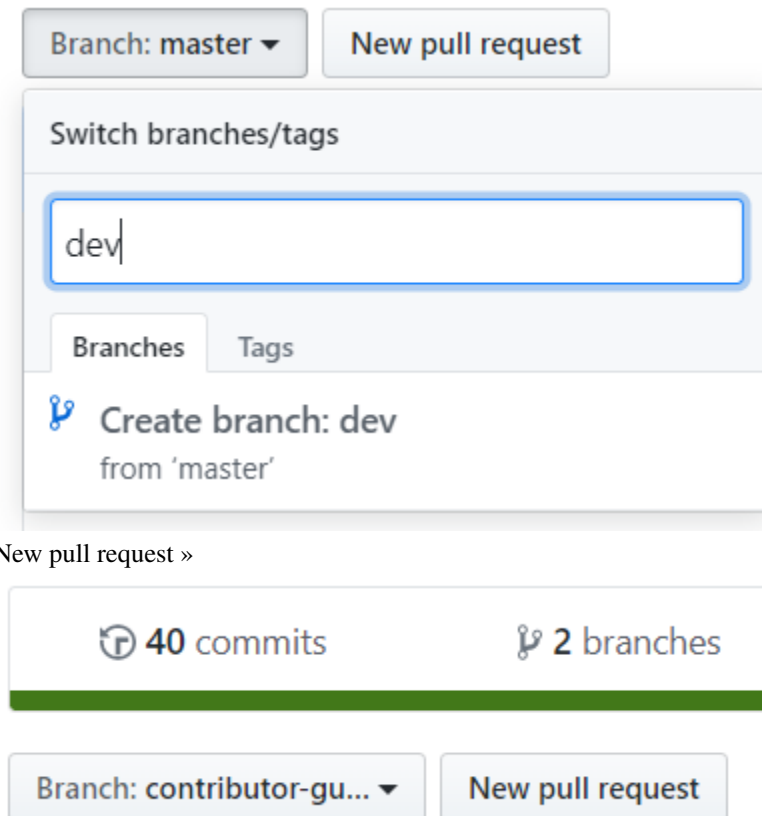 Branch: master New pull request
Switch branches/tags
dev
Branches Tags
Create branch: dev
from ‘master’
New pull request »
40 commits 2 branches
Branch: contributor-gu... New pull request